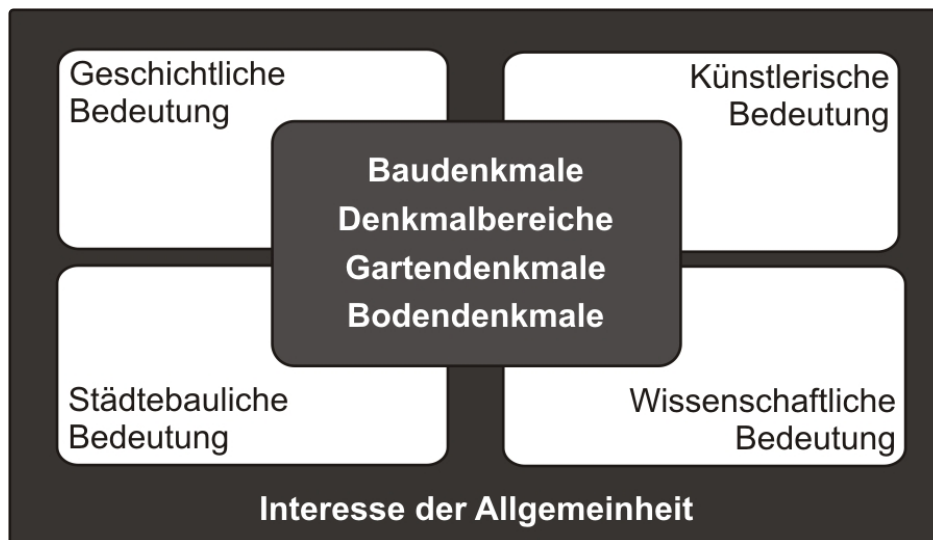 Geschichtliche
Bedeutung
Künstlerische
Bedeutung
Baudenkmale
Denkmalbereiche
Gartendenkmale
Bodendenkmale
Städtebauliche
Bedeutung
Wissenschaftliche
Bedeutung
Interesse der Allgemeinheit